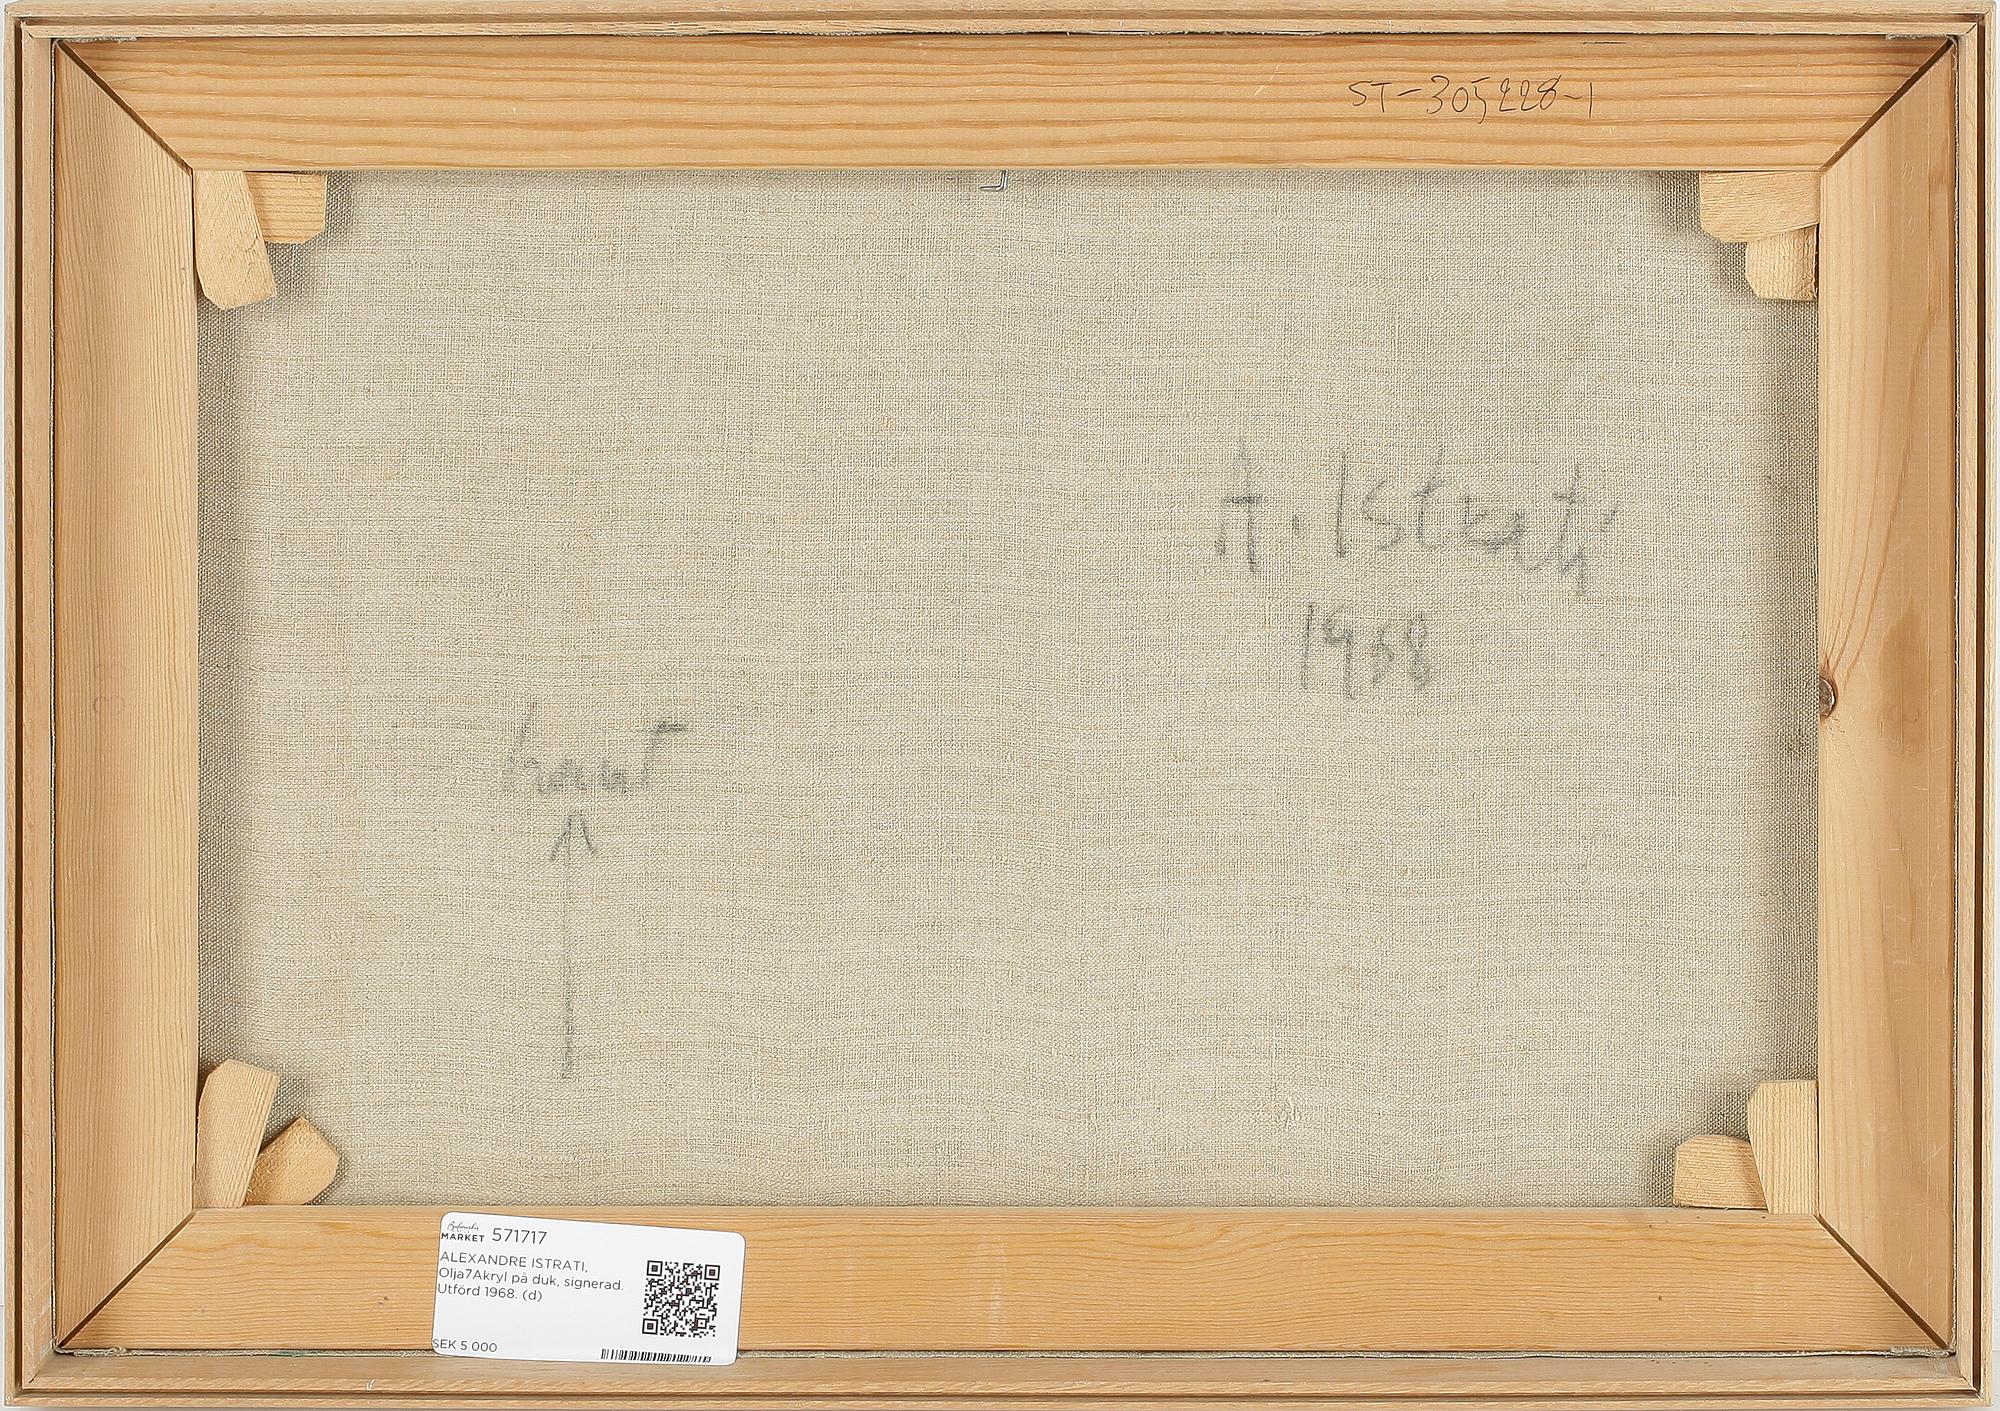 ST-305228-1
A. Istrati
1968
haut
Bukowskis
MARKET 571717
ALEXANDRE ISTRATI,
Olja7Akryl på duk, signerad.
Utförd 1968. (d)
SEK 5 000